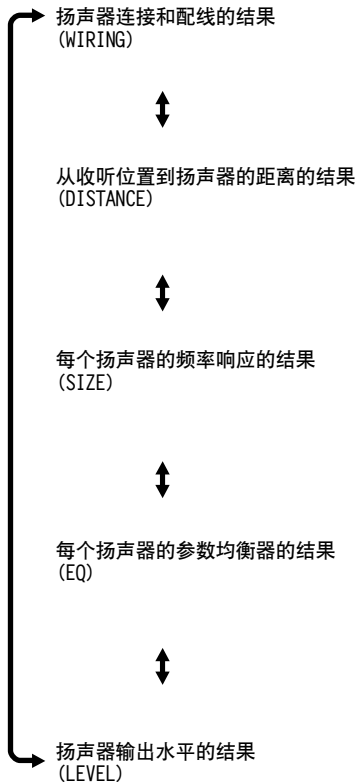 扬声器连接和配线的结果
(WIRING)
从收听位置到扬声器的距离的结果
(DISTANCE)
每个扬声器的频率响应的结果
(SIZE)
每个扬声器的参数均衡器的结果
(EQ)
扬声器输出水平的结果
(LEVEL)